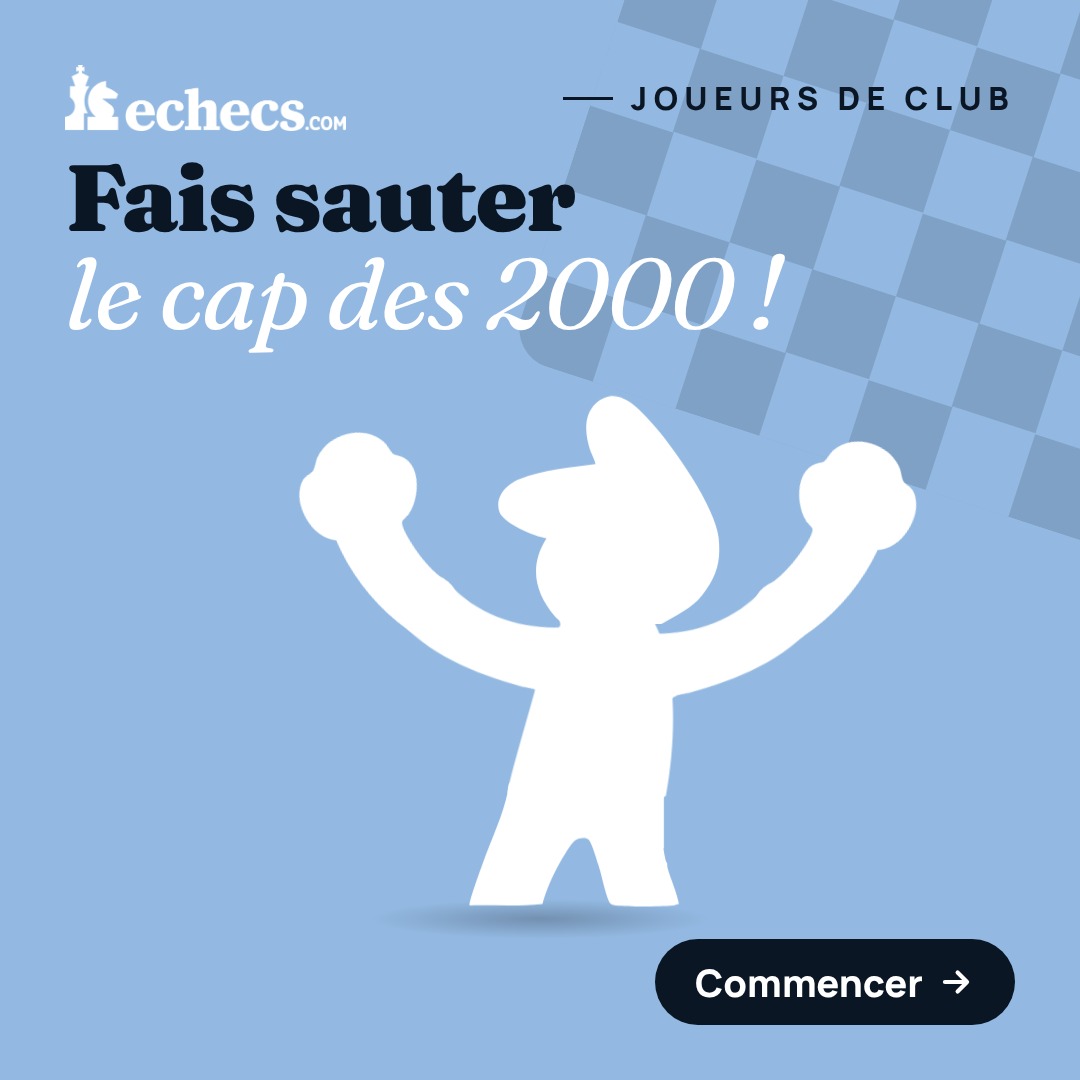 echecs.COM
JOUEURS DE CLUB
Fais sauter
le cap des 2000 !
Commencer →